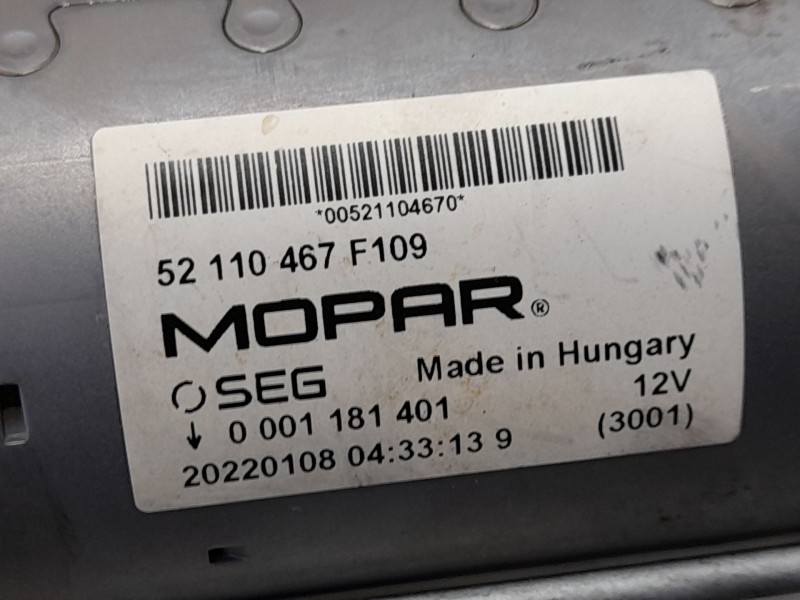 *00521104670*
52 110 467 F109
MOPAR®
SEG Made in Hungary
↓ 0 001 181 401 12V
20220108 04:33:13 9 (3001)